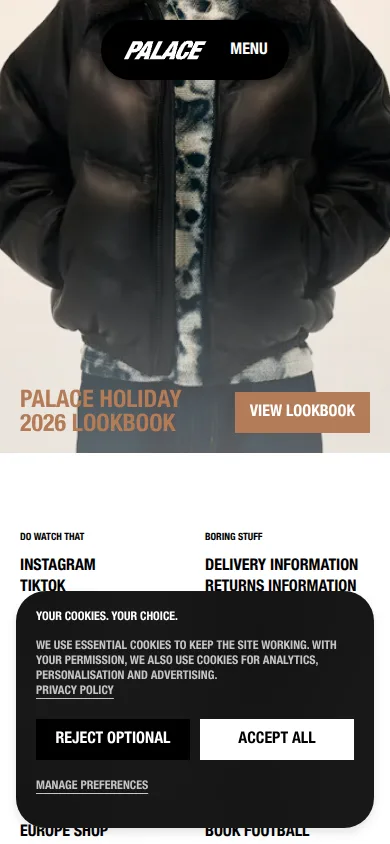 PALACE
MENU
PALACE HOLIDAY
2026 LOOKBOOK
VIEW LOOKBOOK
DO WATCH THAT
INSTAGRAM
TIKTOK
BORING STUFF
DELIVERY INFORMATION
RETURNS INFORMATION
YOUR COOKIES. YOUR CHOICE.
WE USE ESSENTIAL COOKIES TO KEEP THE SITE WORKING. WITH
YOUR PERMISSION, WE ALSO USE COOKIES FOR ANALYTICS,
PERSONALISATION AND ADVERTISING.
PRIVACY POLICY
REJECT OPTIONAL
ACCEPT ALL
MANAGE PREFERENCES
EUROPE SHOP
BOOK FOOTBALL